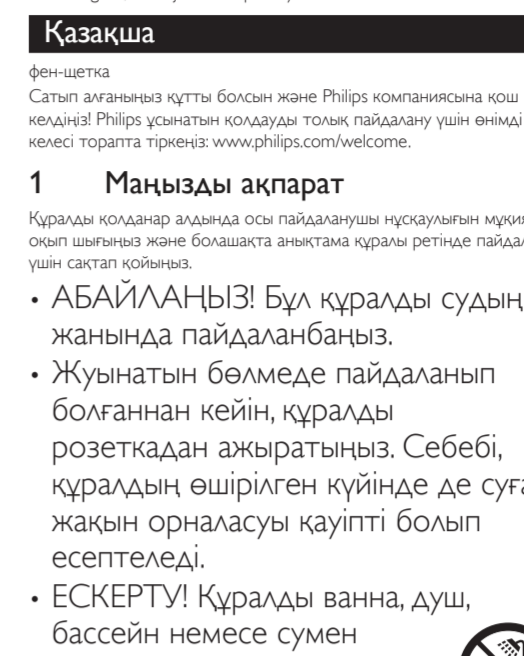 Қазақша
фен-щетка
Сатып алғаныңыз құтты болсын және Philips компаниясына қош
келдіңіз! Philips ұсынатын қолдауды толық пайдалану үшін өнімді
келесі торапта тіркеңіз: www.philips.com/welcome.
1 Маңызды ақпарат
Құралды қолданар алдында осы пайдаланушы нұсқаулығын
оқып шығыңыз және болашақта анықтама құралы ретінде
үшін сақтап қойыңыз.
• АБАЙЛАҢЫЗ! Бұл құралды судың
жанында пайдаланбаңыз.
• Жуынатын бөлмеде пайдаланып
болғаннан кейін, құралды
розеткадан ажыратыңыз. Себебі,
құралдың өшірілген күйінде де
жақын орналасуы қауіпті болып
есептеледі.
• ЕСКЕРТУ! Құралды ванна, душ,
бассейн немесе сумен